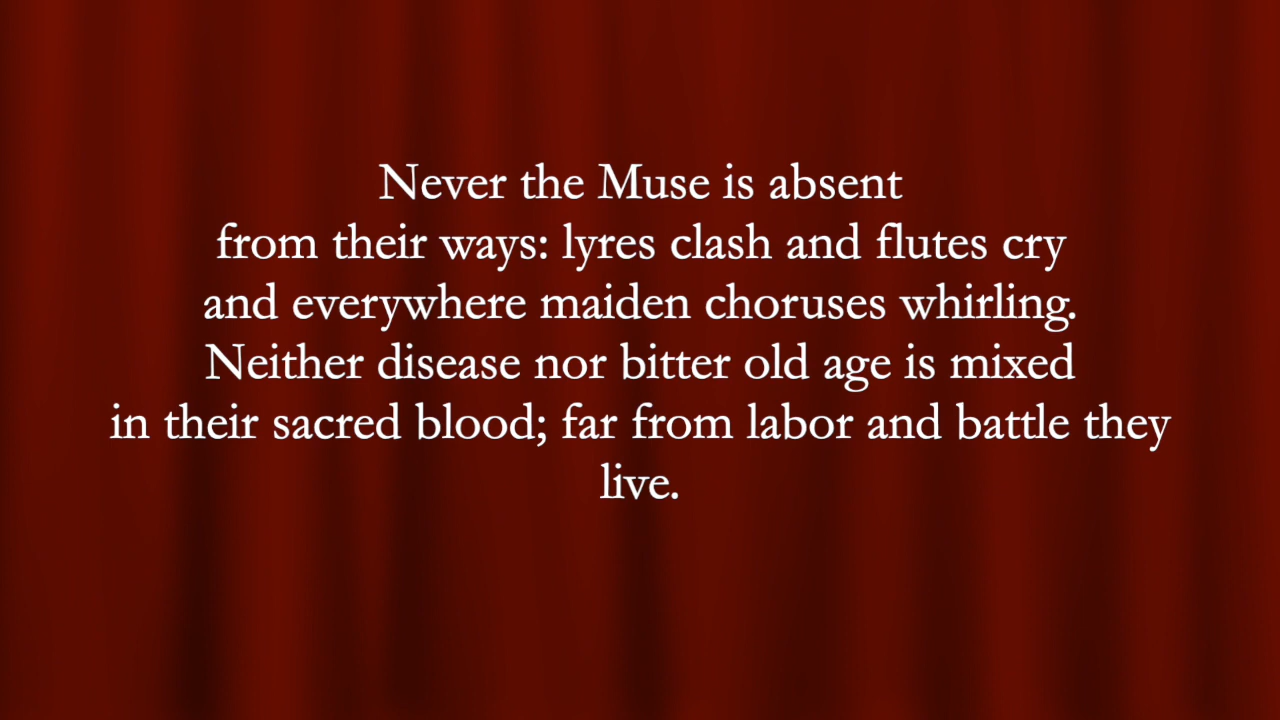 Never the Muse is absent
from their ways: lyres clash and flutes cry
and everywhere maiden choruses whirling.
Neither disease nor bitter old age is mixed
in their sacred blood; far from labor and battle they
live.